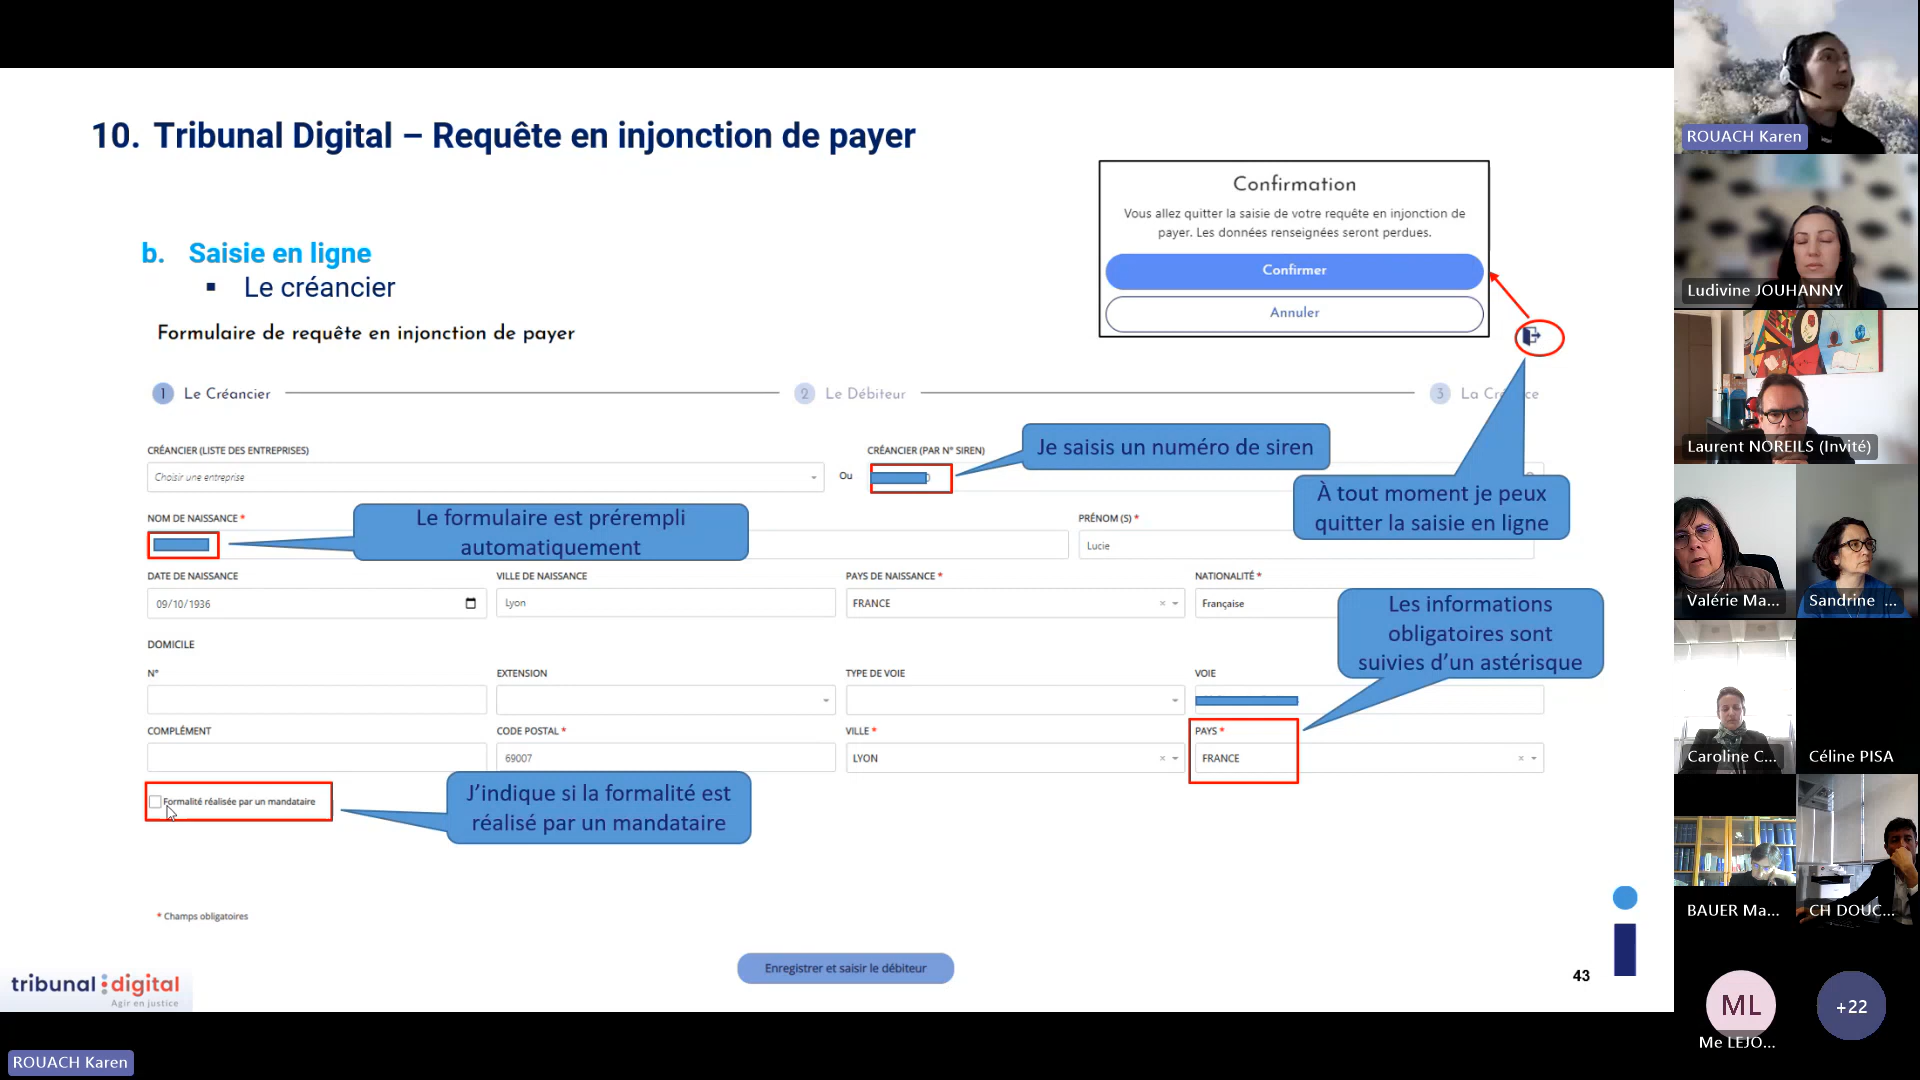 10. Tribunal Digital – Requête en injonction de payer
b. Saisie en ligne
▪ Le créancier
Formulaire de requête en injonction de payer
Confirmation
Vous allez quitter la saisie de votre requête en injonction de
payer. Les données renseignées seront perdues.
Confirmer
Annuler
1 Le Créancier
2 Le Débiteur
3 La Cr ce
CRÉANCIER (LISTE DES ENTREPRISES)
Choisir une entreprise
Ou
CRÉANCIER (PAR N° SIREN)
Je saisis un numéro de siren
À tout moment je peux
quitter la saisie en ligne
NOM DE NAISSANCE *
Le formulaire est prérempli
automatiquement
PRÉNOM (S) *
Lucie
DATE DE NAISSANCE
09/10/1936
VILLE DE NAISSANCE
Lyon
PAYS DE NAISSANCE *
FRANCE
NATIONALITÉ *
Française
Les informations
obligatoires sont
suivies d’un astérisque
DOMICILE
N°
EXTENSION
TYPE DE VOIE
VOIE
COMPLÉMENT
CODE POSTAL *
69007
VILLE *
LYON
PAYS *
FRANCE
Formalité réalisée par un mandataire
J’indique si la formalité est
réalisé par un mandataire
* Champs obligatoires
Enregistrer et saisir le débiteur
43
tribunal digital
Agir en justice
ROUACH Karen
ROUACH Karen
Ludivine JOUHANNY
Laurent NOREILS (Invité)
Valérie Ma...
Sandrine ...
Caroline C...
Céline PISA
BAUER Ma...
CH DOUC...
ML
Me LEJO...
+22